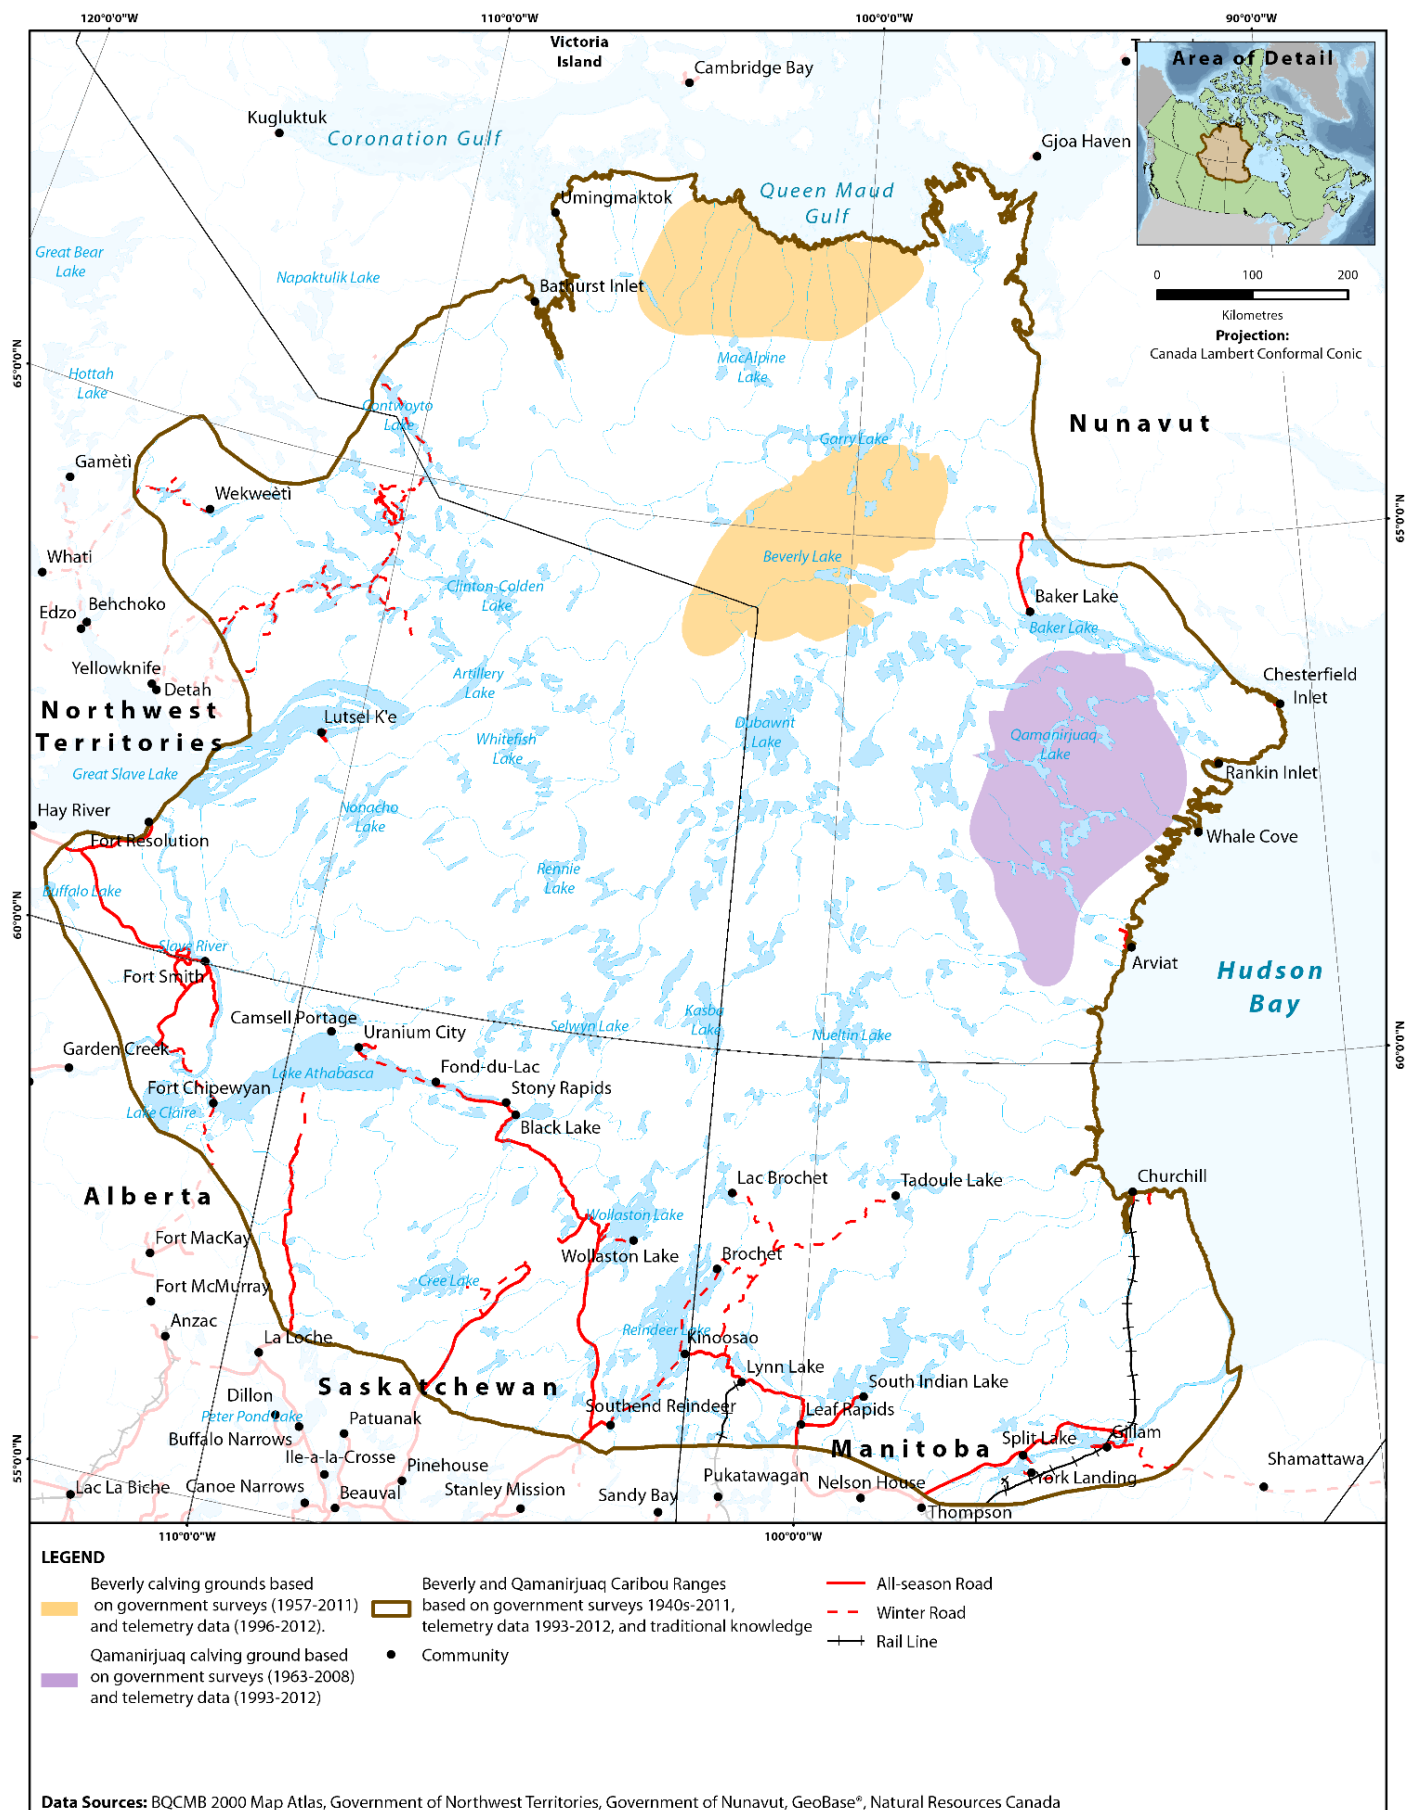 120°0'0"W
110°0'0"W
100°0'0"W
90°0'0"W
Victoria
Island
Cambridge Bay
Kugluktuk
Coronation Gulf
Gjoa Haven
T
Area of Detail
0 100 200
Kilometres
Projection:
Canada Lambert Conformal Conic
Umingmaktok
Queen Maud
Gulf
Great Bear
Lake
Napaktulik Lake
Bathurst Inlet
MacAlpine
Lake
65°0'0"N
Hottah
Lake
Contwoyto
Lake
Nunavut
Garry Lake
Gamètì
Wekweètì
65°0'0"N
Whati
Beverly Lake
Clinton-Colden
Lake
Behchoko
Edzo
Baker Lake
Baker Lake
Yellowknife
Detah
Artillery
Lake
Chesterfield
Inlet
Northwest
Territories
Lutsel K'e
Whitefish
Lake
Dubawnt
Lake
Qamanirjuaq
Lake
Great Slave Lake
Rankin Inlet
Hay River
Nonacho
Lake
Fort Resolution
Whale Cove
Rennie
Lake
Buffalo Lake
60°0'0"N
Slave River
Fort Smith
Arviat
Hudson
Bay
Camsell Portage
Uranium City
Selwyn Lake
Kasba
Lake
Nueltin Lake
60°0'0"N
Garden Creek
Lake Athabasca
Fond-du-Lac
Fort Chipewyan
Stony Rapids
Lake Claire
Black Lake
Alberta
Lac Brochet
Tadoule Lake
Churchill
Wollaston Lake
Fort MacKay
Wollaston Lake
Brochet
Cree Lake
Fort McMurray
Anzac
Reindeer Lake
Kinoosao
La Loche
Lynn Lake
Saskatchewan
South Indian Lake
Dillon
Southend Reindeer
Leaf Rapids
Peter Pond Lake
Patuanak
Buffalo Narrows
Manitoba
Split Lake
Gillam
55°0'0"N
Ile-a-la-Crosse
Pinehouse
Shamattawa
Lac La Biche
Canoe Narrows
Beauval
Stanley Mission
Sandy Bay
Pukatawagan
Nelson House
York Landing
Thompson
110°0'0"W
100°0'0"W
LEGEND
Beverly calving grounds based
on government surveys (1957-2011)
and telemetry data (1996-2012).
Qamanirjuaq calving ground based
on government surveys (1963-2008)
and telemetry data (1993-2012)
Beverly and Qamanirjuaq Caribou Ranges
based on government surveys 1940s-2011,
telemetry data 1993-2012, and traditional knowledge
Community
All-season Road
Winter Road
Rail Line
Data Sources: BQCMB 2000 Map Atlas, Government of Northwest Territories, Government of Nunavut, GeoBase®, Natural Resources Canada